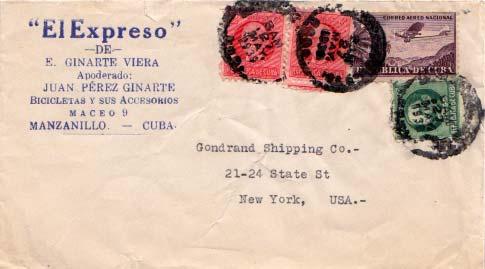 "El Expreso"
— DE —
E. GINARTE VIERA
Apoderado:
JUAN PÉREZ GINARTE
BICICLETAS Y SUS ACCESORIOS
MACEO 9
MANZANILLO. — CUBA.
CORREO AEREO NACIONAL
REPUBLICA DE CUBA
Gondrand Shipping Co.-
21-24 State St
New York, USA.-